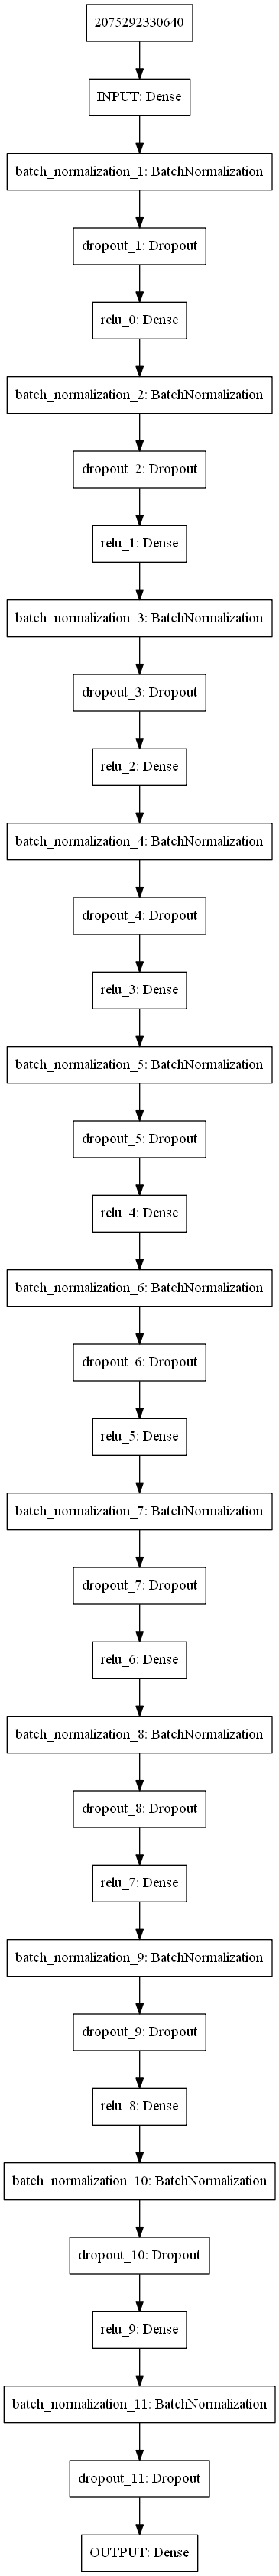 2075292330640
INPUT: Dense
batch_normalization_1: BatchNormalization
dropout_1: Dropout
relu_0: Dense
batch_normalization_2: BatchNormalization
dropout_2: Dropout
relu_1: Dense
batch_normalization_3: BatchNormalization
dropout_3: Dropout
relu_2: Dense
batch_normalization_4: BatchNormalization
dropout_4: Dropout
relu_3: Dense
batch_normalization_5: BatchNormalization
dropout_5: Dropout
relu_4: Dense
batch_normalization_6: BatchNormalization
dropout_6: Dropout
relu_5: Dense
batch_normalization_7: BatchNormalization
dropout_7: Dropout
relu_6: Dense
batch_normalization_8: BatchNormalization
dropout_8: Dropout
relu_7: Dense
batch_normalization_9: BatchNormalization
dropout_9: Dropout
relu_8: Dense
batch_normalization_10: BatchNormalization
dropout_10: Dropout
relu_9: Dense
batch_normalization_11: BatchNormalization
dropout_11: Dropout
OUTPUT: Dense